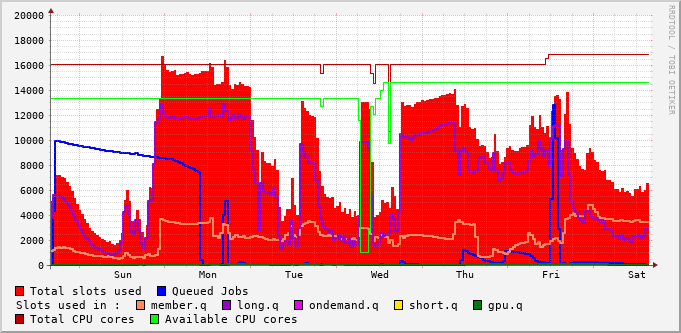 20000
18000
16000
14000
12000
10000
8000
6000
4000
2000
0
Sun Mon Tue Wed Thu Fri Sat
RRDTOOL / TOBI OETIKER
Total slots used Queued Jobs
Slots used in : member.q long.q ondemand.q short.q gpu.q
Total CPU cores Available CPU cores